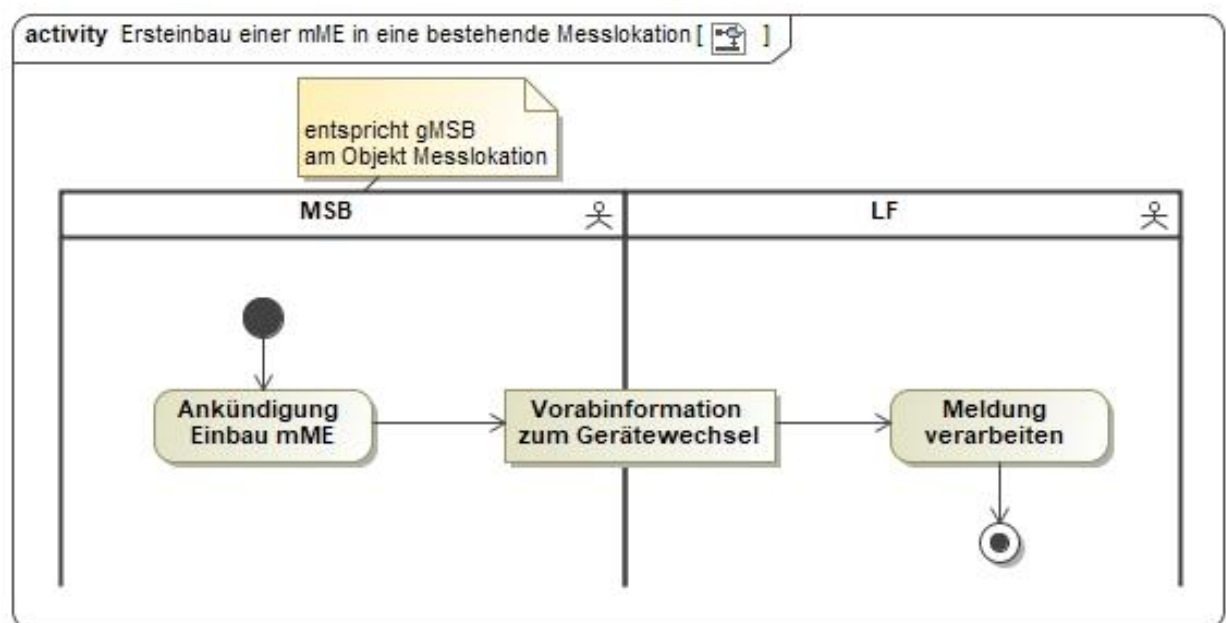 activity Ersteinbau einer mME in eine bestehende Messlokation [ ]
entspricht gMSB
am Objekt Messlokation
MSB
LF
Ankündigung
Einbau mME
Vorabinformation
zum Gerätewechsel
Meldung
verarbeiten